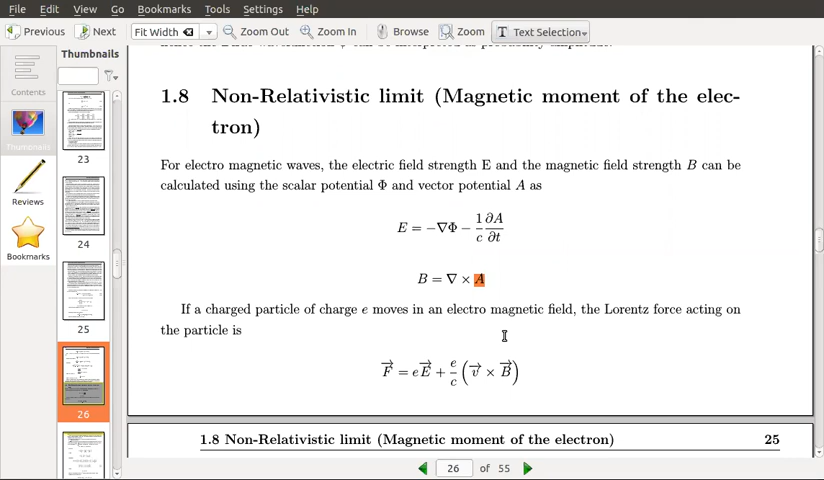 File Edit View Go Bookmarks Tools Settings Help
Previous Next Fit Width Zoom Out Zoom In Browse Zoom Text Selection
Thumbnails
Contents
Thumbnails
Reviews
Bookmarks
23
24
25
26
1.8 Non-Relativistic limit (Magnetic moment of the elec-
tron)
For electro magnetic waves, the electric field strength E and the magnetic field strength B can be
calculated using the scalar potential Φ and vector potential A as
E = −∇Φ − 1/c ∂A/∂t
B = ∇ × A
If a charged particle of charge e moves in an electro magnetic field, the Lorentz force acting on
the particle is
F⃗ = eE⃗ + e/c (v⃗ × B⃗)
1.8 Non-Relativistic limit (Magnetic moment of the electron) 25
26 of 55